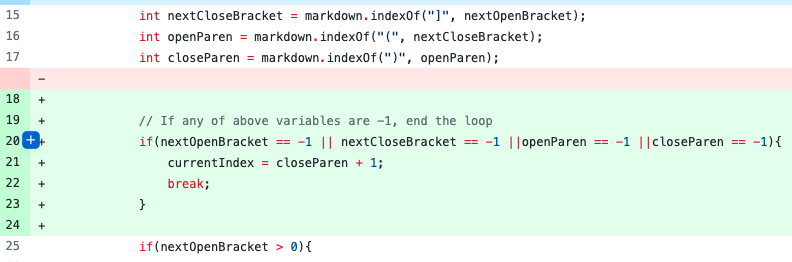 15 int nextCloseBracket = markdown.indexOf("]", nextOpenBracket);
16 int openParen = markdown.indexOf("(", nextCloseBracket);
17 int closeParen = markdown.indexOf(")", openParen);
-
18 +
19 + // If any of above variables are -1, end the loop
20 + if(nextOpenBracket == -1 || nextCloseBracket == -1 ||openParen == -1 ||closeParen == -1){
21 + currentIndex = closeParen + 1;
22 + break;
23 + }
24 +
25 if(nextOpenBracket > 0){